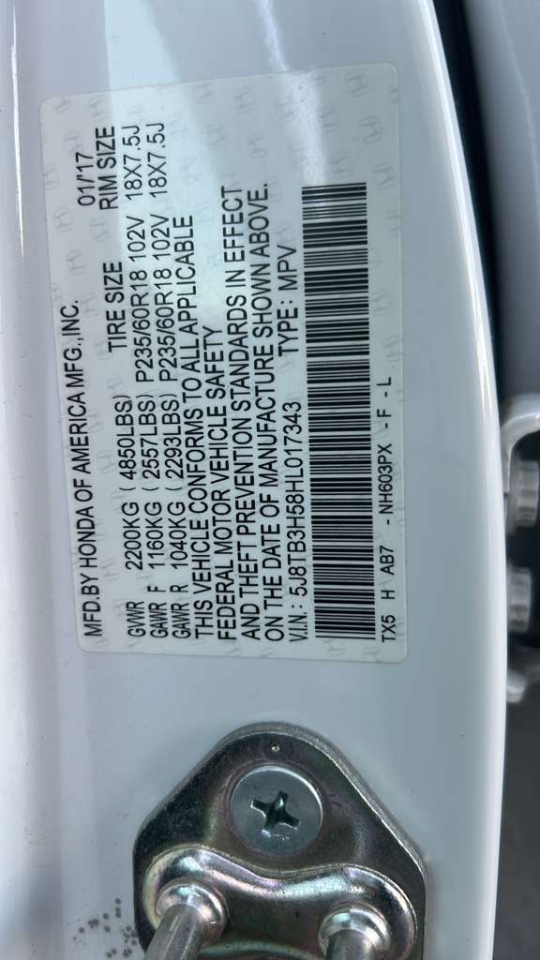 MFD.BY HONDA OF AMERICA MFG.,INC. 01/'17
GVWR 2200KG ( 4850LBS) TIRE SIZE RIM SIZE
GAWR F 1160KG ( 2557LBS) P235/60R18 102V 18X7.5J
GAWR R 1040KG ( 2293LBS) P235/60R18 102V 18X7.5J
THIS VEHICLE CONFORMS TO ALL APPLICABLE
FEDERAL MOTOR VEHICLE SAFETY
AND THEFT PREVENTION STANDARDS IN EFFECT
ON THE DATE OF MANUFACTURE SHOWN ABOVE.
V.I.N.: 5J8TB3H58HL017343 TYPE: MPV
TX5 H AB7 - NH603PX - F - L